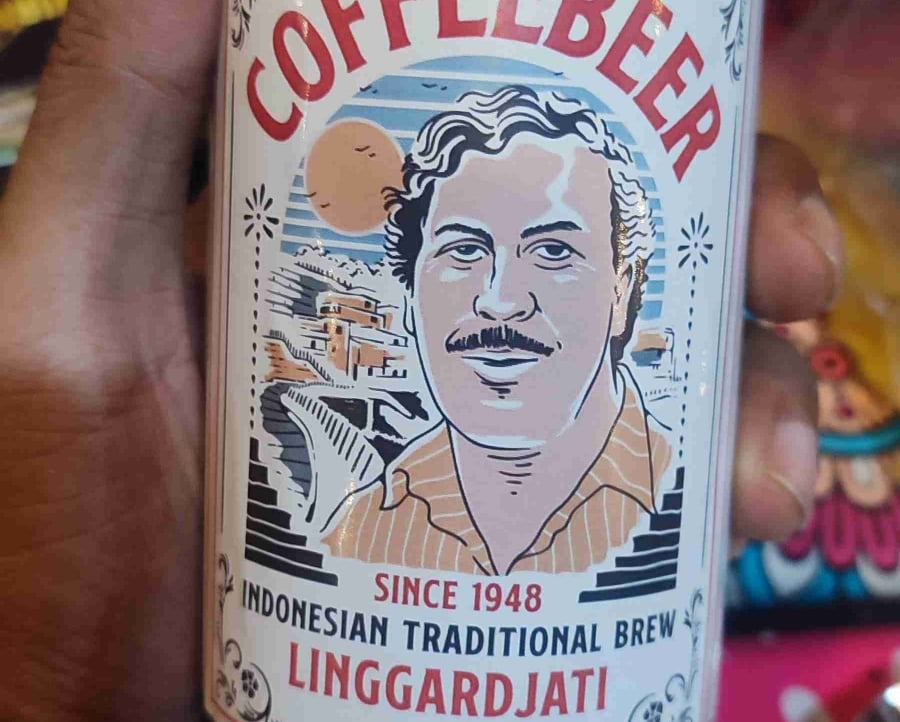 COFFEEBEER
SINCE 1948
INDONESIAN TRADITIONAL BREW
LINGGARDJATI